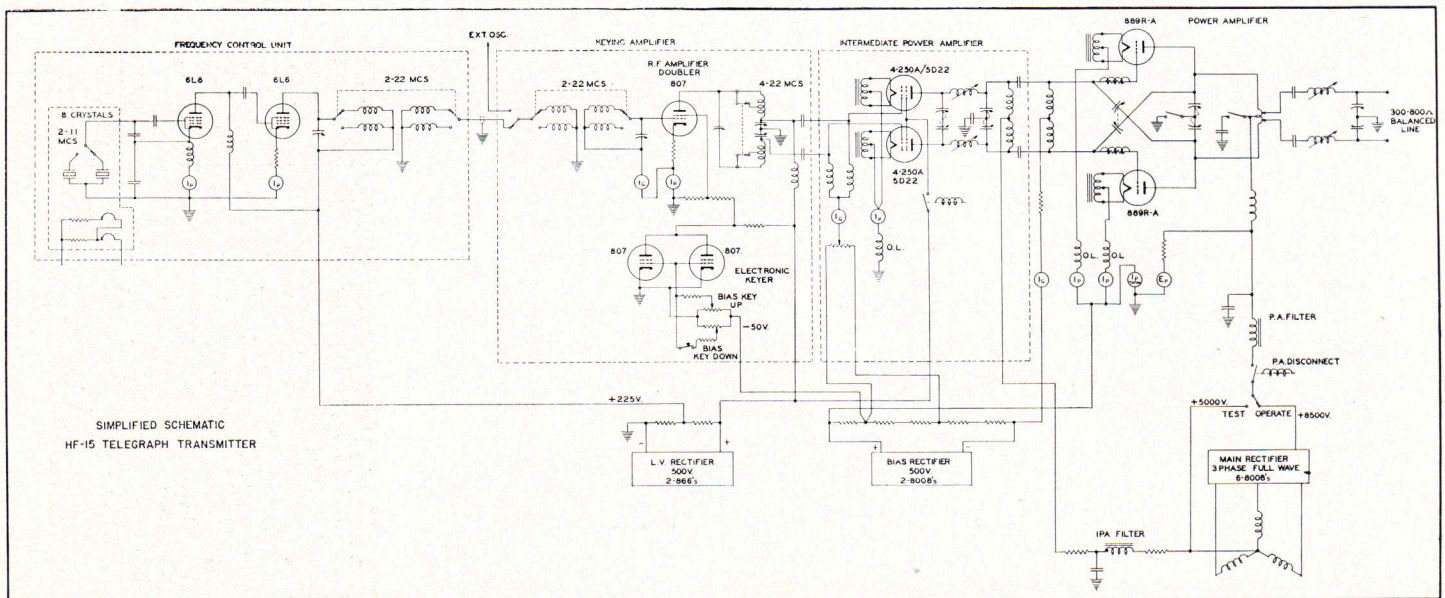 FREQUENCY CONTROL UNIT
6L6
6L6
2-22 MCS
8 CRYSTALS
2-11
MCS
IP
IP
EXT. OSC.
KEYING AMPLIFIER
R.F. AMPLIFIER
DOUBLER
2-22 MCS
807
4-22 MCS
IG
IP
807
807.
ELECTRONIC
KEYER
BIAS KEY
UP
-50V.
BIAS
KEY DOWN
INTERMEDIATE POWER AMPLIFIER
4-250A/5D22
4-250A
5D22
IG
IP
O.L.
889R-A
POWER AMPLIFIER
300-800Ω
BALANCED
LINE
889R-A
O.L.
O.L.
IG
IP
IP
IP
EP
P.A. FILTER
P.A. DISCONNECT
+5000V.
TEST
OPERATE
+8500V.
+225V.
SIMPLIFIED SCHEMATIC
HF-15 TELEGRAPH TRANSMITTER
-
+
L.V. RECTIFIER
500V.
2-866's
+
-
BIAS RECTIFIER
500V.
2-8008's
MAIN RECTIFIER
3 PHASE FULL WAVE
6-8008's
IPA FILTER